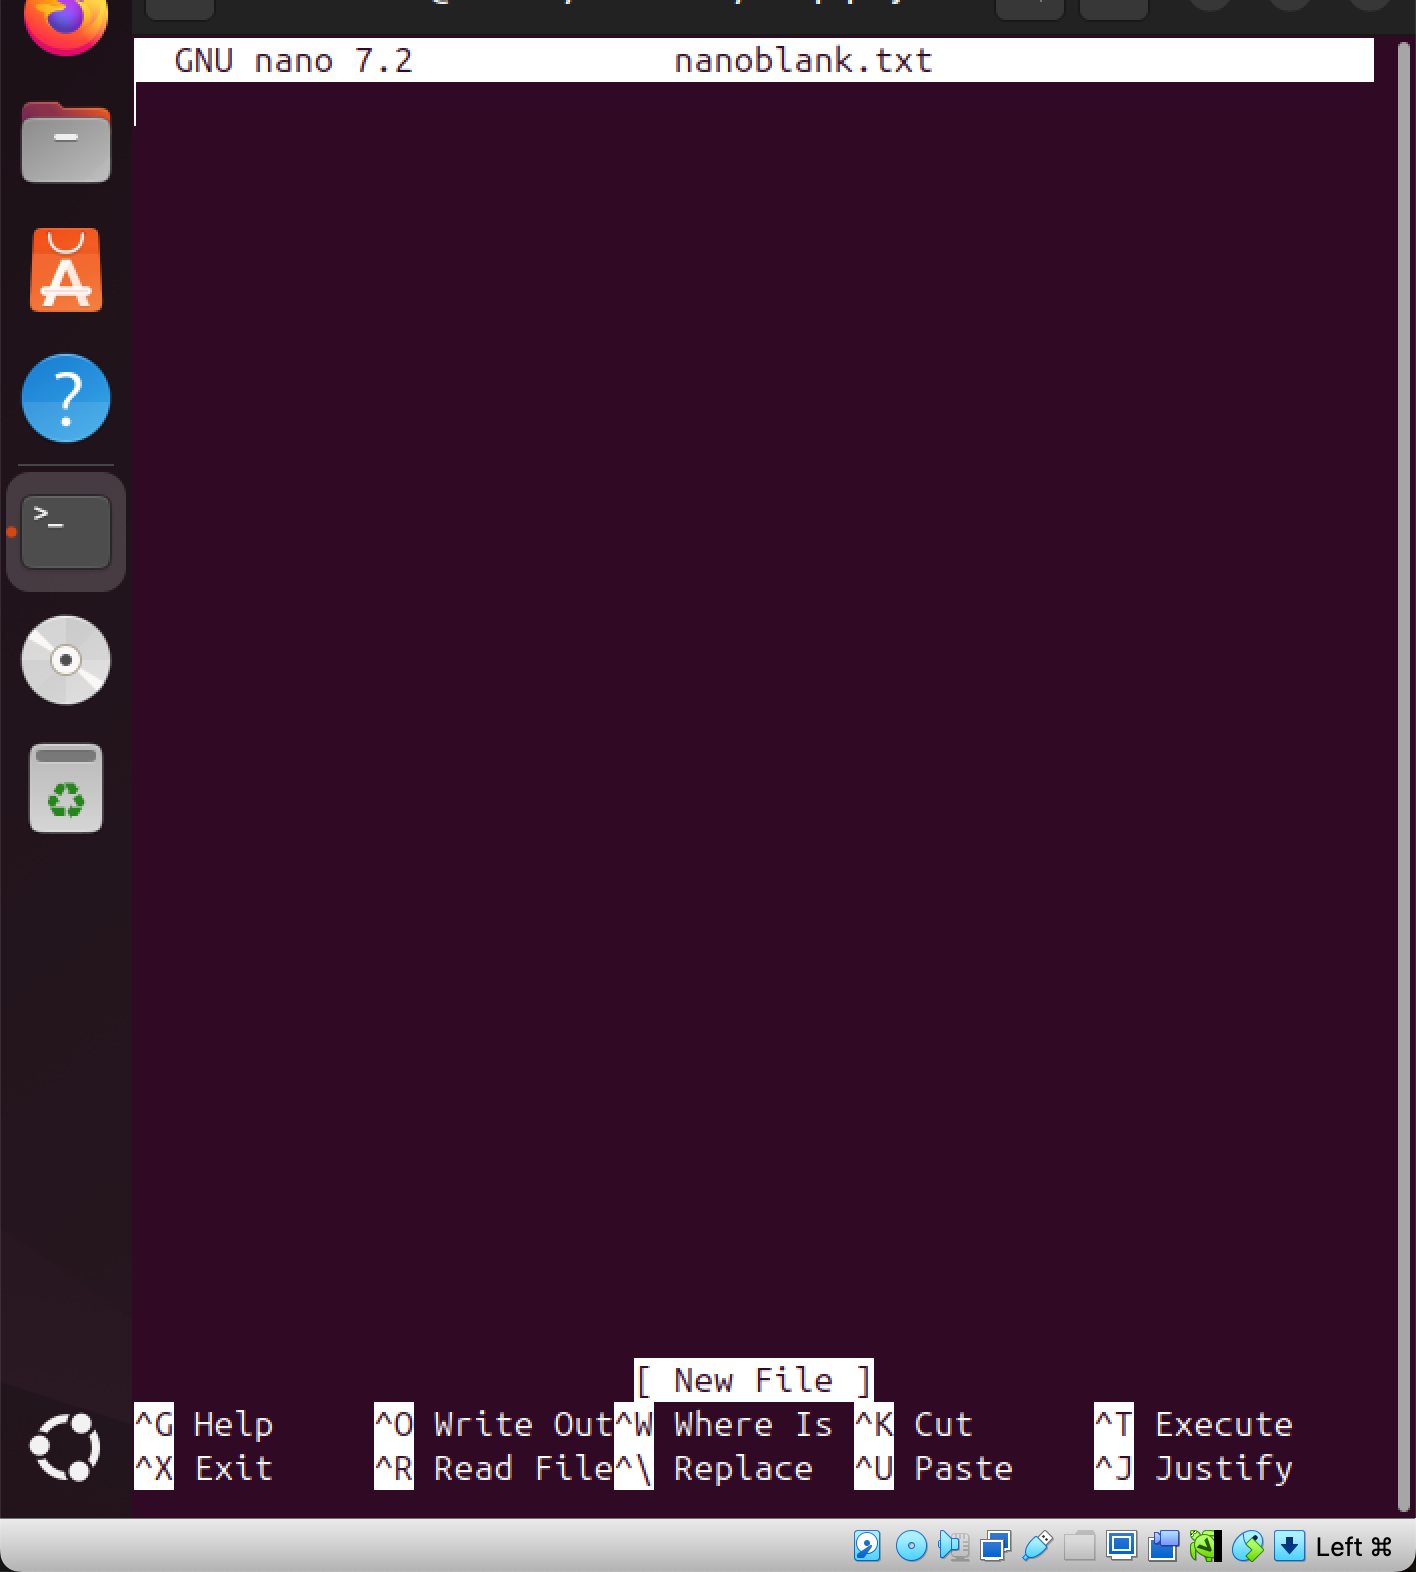 GNU nano 7.2 nanoblank.txt
>_
[ New File ]
^G Help ^O Write Out ^W Where Is ^K Cut ^T Execute
^X Exit ^R Read File ^\ Replace ^U Paste ^J Justify
Left ⌘